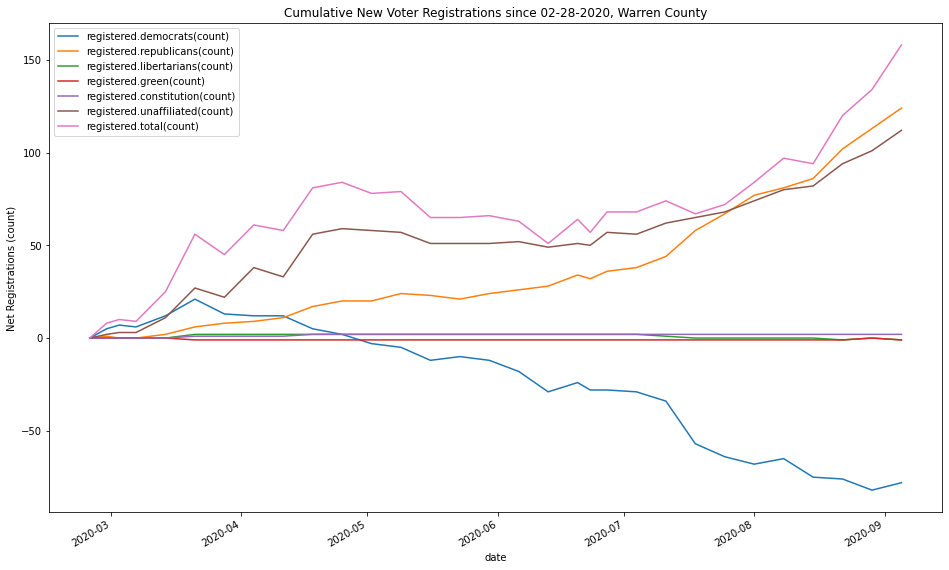 Cumulative New Voter Registrations since 02-28-2020, Warren County
registered.democrats(count)
registered.republicans(count)
registered.libertarians(count)
registered.green(count)
registered.constitution(count)
registered.unaffiliated(count)
registered.total(count)
Net Registrations (count)
150
100
50
0
−50
2020-03
2020-04
2020-05
2020-06
2020-07
2020-08
2020-09
date